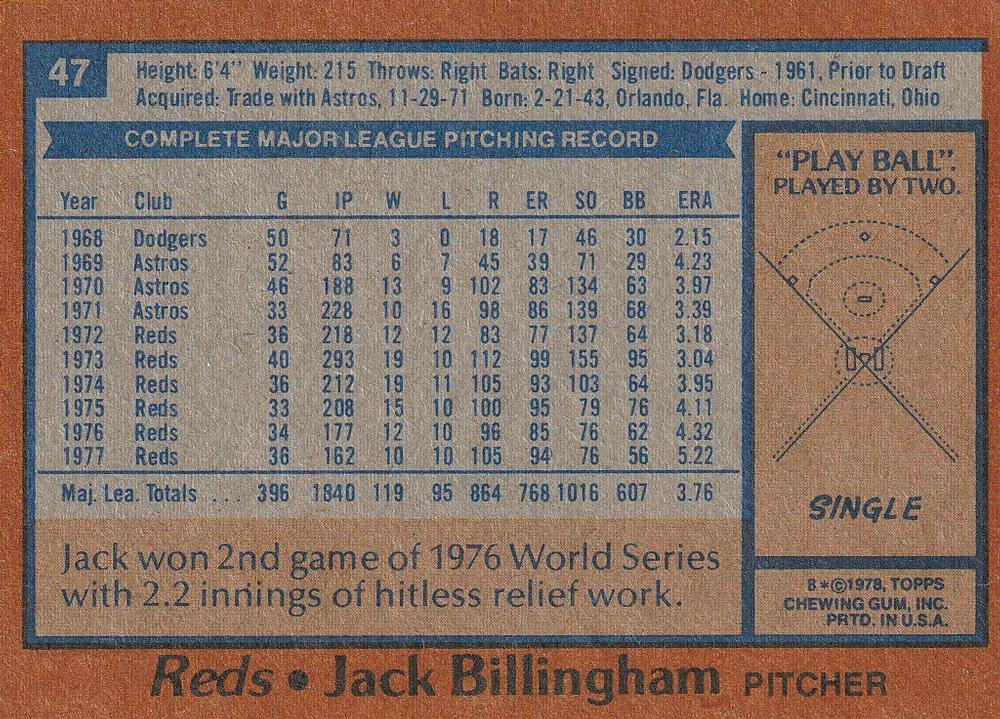 47
Height: 6'4" Weight: 215 Throws: Right Bats: Right Signed: Dodgers - 1961, Prior to Draft
Acquired: Trade with Astros, 11-29-71 Born: 2-21-43, Orlando, Fla. Home: Cincinnati, Ohio
COMPLETE MAJOR LEAGUE PITCHING RECORD
Year Club G IP W L R ER SO BB ERA
1968 Dodgers 50 71 3 0 18 17 46 30 2.15
1969 Astros 52 83 6 7 45 39 71 29 4.23
1970 Astros 46 188 13 9 102 83 134 63 3.97
1971 Astros 33 228 10 16 98 86 139 68 3.39
1972 Reds 36 218 12 12 83 77 137 64 3.18
1973 Reds 40 293 19 10 112 99 155 95 3.04
1974 Reds 36 212 19 11 105 93 103 64 3.95
1975 Reds 33 208 15 10 100 95 79 76 4.11
1976 Reds 34 177 12 10 96 85 76 62 4.32
1977 Reds 36 162 10 10 105 94 76 56 5.22
Maj. Lea. Totals ... 396 1840 119 95 864 768 1016 607 3.76
Jack won 2nd game of 1976 World Series
with 2.2 innings of hitless relief work.
"PLAY BALL".
PLAYED BY TWO.
SINGLE
B*©1978, TOPPS
CHEWING GUM, INC.
PRTD. IN U.S.A.
Reds • Jack Billingham PITCHER